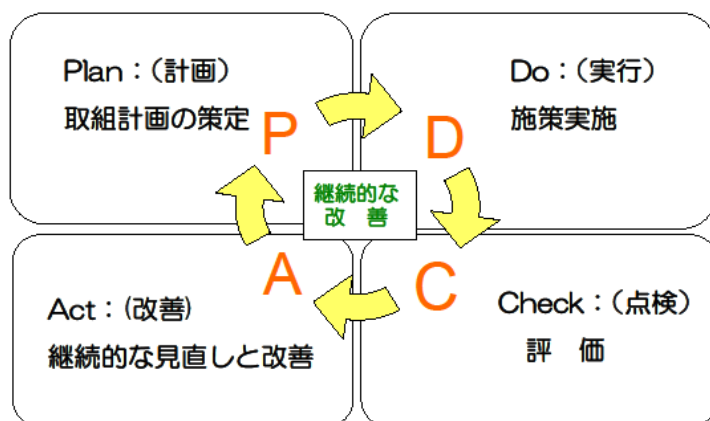 Plan：（計画）
取組計画の策定
P
Do：（実行）
施策実施
D
継続的な
改　善
Act：(改善)
継続的な見直しと改善
A
Check：（点検）
評　価
C